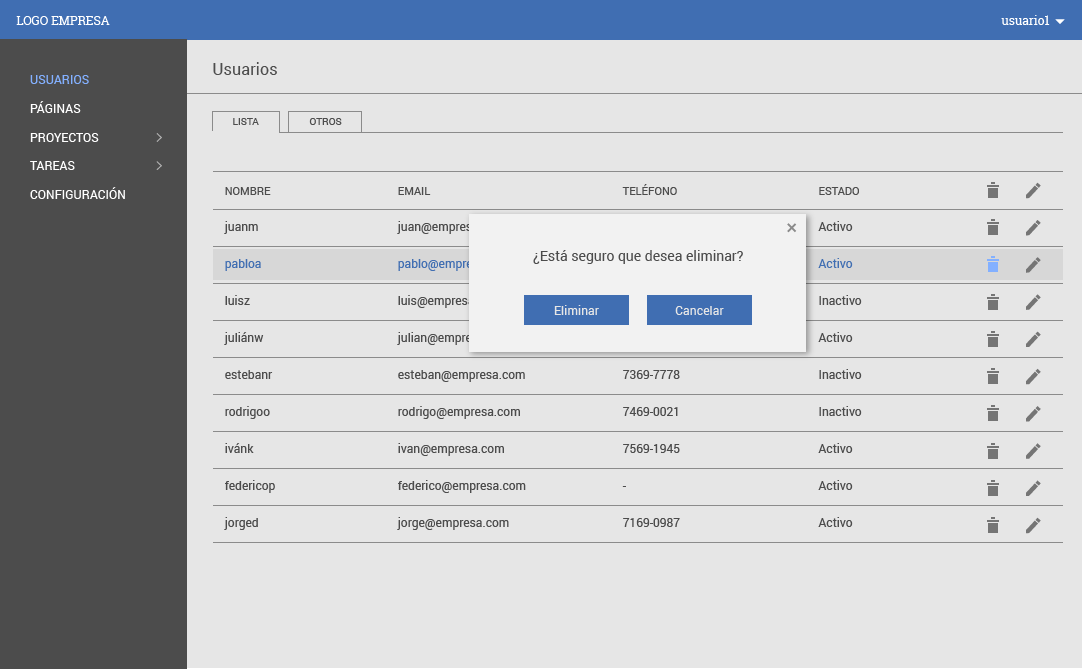 LOGO EMPRESA usuario1
USUARIOS
PÁGINAS
PROYECTOS
TAREAS
CONFIGURACIÓN
Usuarios
LISTA OTROS
NOMBRE EMAIL TELÉFONO ESTADO
juanm juan@empres Activo
pabloa pablo@empre Activo
luisz luis@empres Inactivo
juliánw julian@empre Activo
¿Está seguro que desea eliminar?
Eliminar Cancelar
estebanr esteban@empresa.com 7369-7778 Inactivo
rodrigoo rodrigo@empresa.com 7469-0021 Inactivo
ivánk ivan@empresa.com 7569-1945 Activo
federicop federico@empresa.com - Activo
jorged jorge@empresa.com 7169-0987 Activo